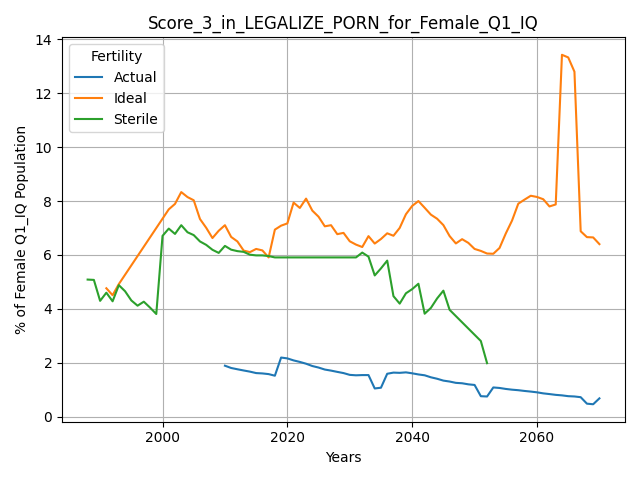 Score_3_in_LEGALIZE_PORN_for_Female_Q1_IQ
Fertility
Actual
Ideal
Sterile
% of Female Q1_IQ Population
14
12
10
8
6
4
2
0
2000
2020
2040
2060
Years